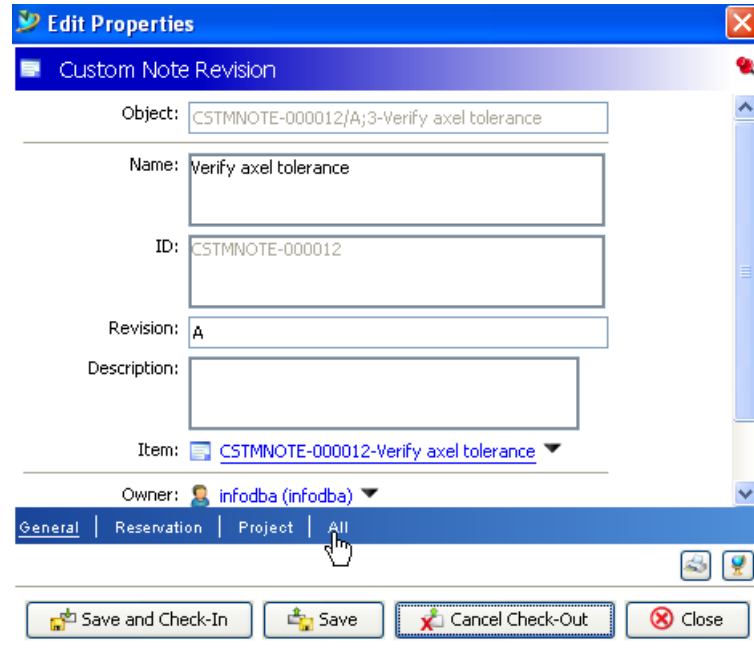 Edit Properties
Custom Note Revision
Object: CSTMNOTE-000012/A;3-Verify axel tolerance
Name: Verify axel tolerance
ID: CSTMNOTE-000012
Revision: A
Description:
Item: CSTMNOTE-000012-Verify axel tolerance
Owner: infodba (infodba)
General | Reservation | Project | All
Save and Check-In Save Cancel Check-Out Close